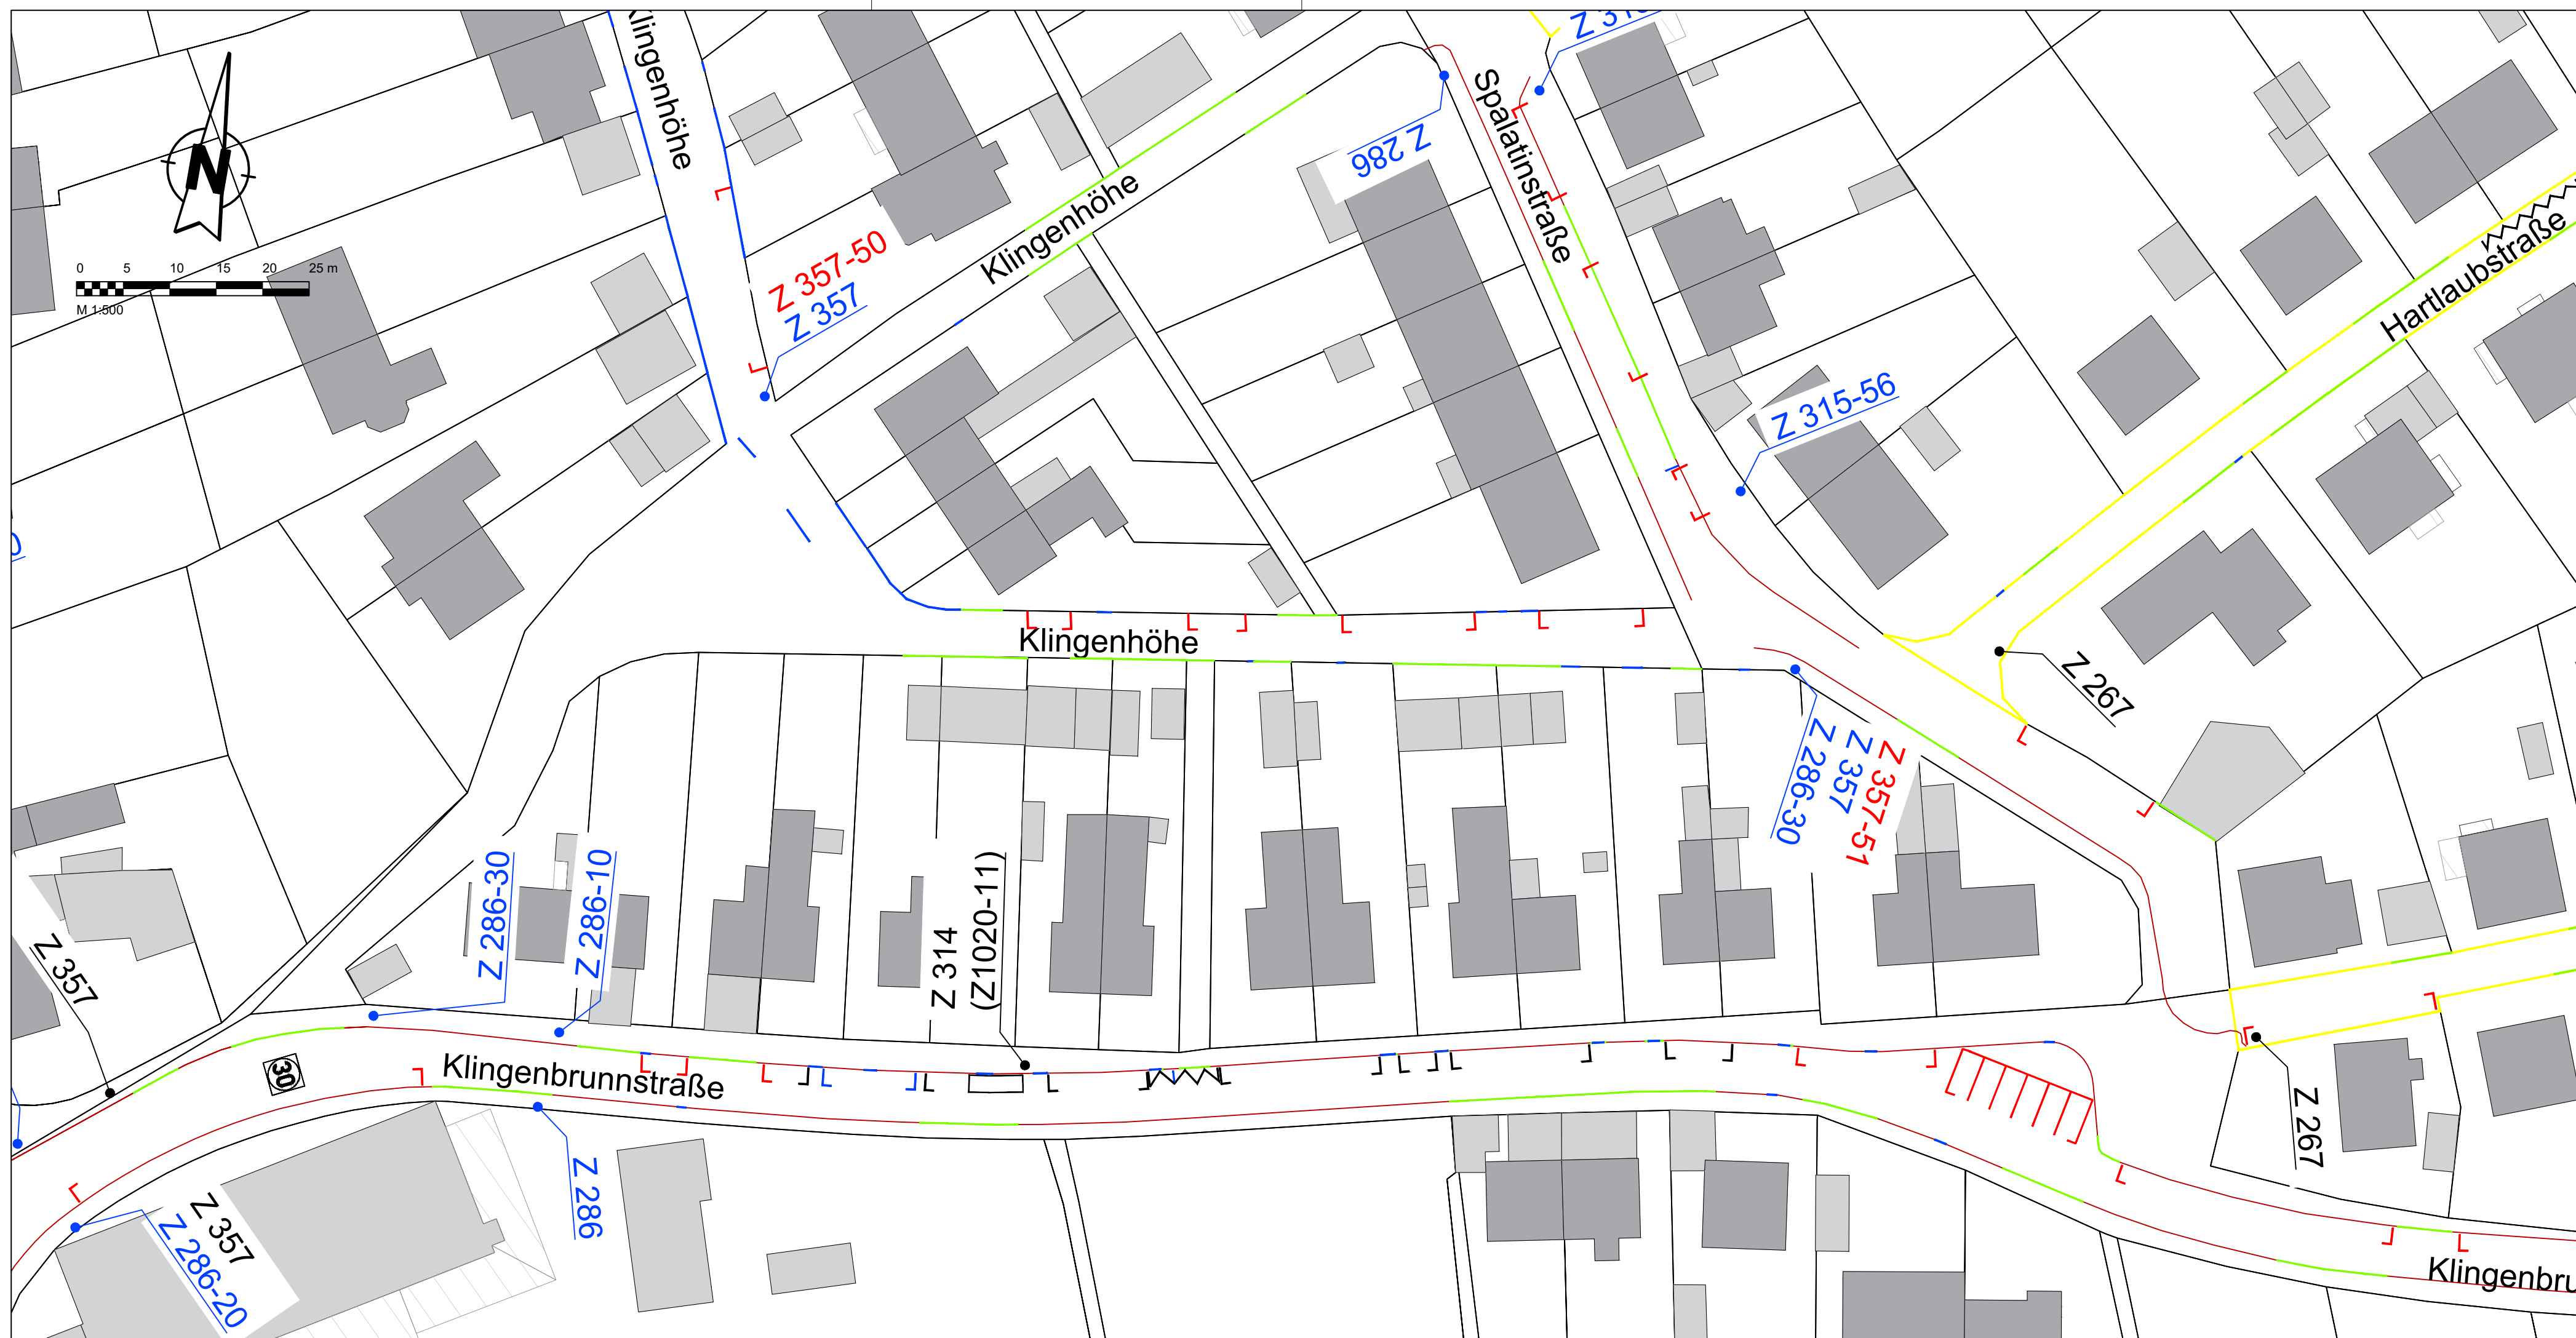 Klingenhöhe
N
0 5 10 15 20 25 m
M 1:500
Z 286
Spalatinstraße
Klingenhöhe
Z 357-50
Z 357
Z 315-56
Hartlaubstraße
Klingenhöhe
Z 267
Z 286-30
Z 357
Z 357-51
Z 357
Z 286-30
Z 286-10
Z 314
(Z1020-11)
30
Klingenbrunnstraße
Z 267
Z 286
Z 357
Z 286-20
Klingenbru